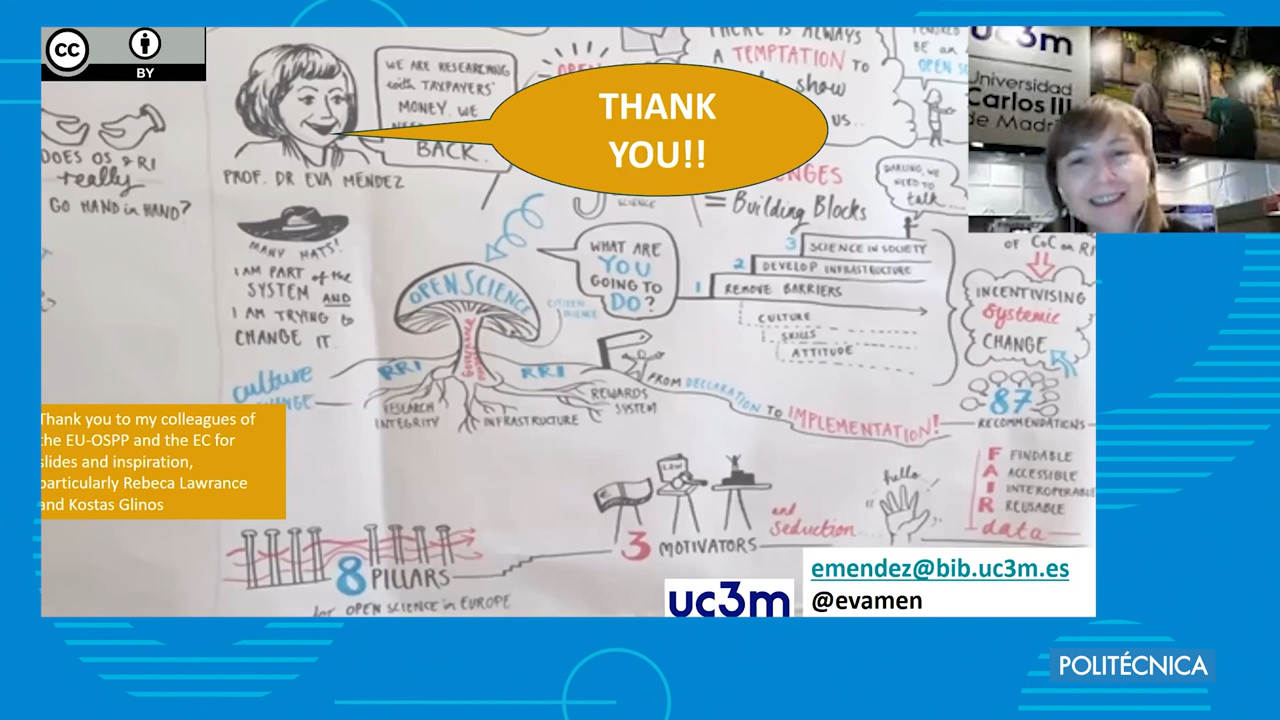 CC
BY
WE ARE RESEARCHING
with TAXPAYERS'
MONEY. WE
BACK.
THANK
YOU!!
THERE IS ALWAYS
A TEMPTATION TO
show
US...
BE AN
uc3m
Universidad
Carlos III
de Madrid
DOES OS & RI
really
GO HAND in HAND?
PROF. DR EVA MÉNDEZ
SCIENCE
= Building Blocks
DARLING, WE
NEED TO
talk...
MANY HATS!
I AM PART of the
SYSTEM AND
I AM TRYING to
CHANGE IT.
WHAT ARE
YOU
GOING TO
DO?
3 SCIENCE IN SOCIETY
2 DEVELOP INFRASTRUCTURE
1 REMOVE BARRIERS
CULTURE
SKILLS
ATTITUDE
OPEN SCIENCE
CITIZEN
SCIENCE
Governance
OF CoC on RI
INCENTIVISING
Systemic
CHANGE
culture
RRI
RRI
RESEARCH
INTEGRITY
INFRASTRUCTURE
REWARDS
SYSTEM
FROM DECLARATION TO IMPLEMENTATION!
87
RECOMMENDATIONS
Thank you to my colleagues of
the EU-OSPP and the EC for
slides and inspiration,
particularly Rebeca Lawrance
and Kostas Glinos
F FINDABLE
A ACCESSIBLE
I INTEROPERABLE
R REUSABLE
data
LAW
hello
3 MOTIVATORS
and
seduction...
8 PILLARS
for OPEN SCIENCE in EUROPE
uc3m
emendez@bib.uc3m.es
@evamen
POLITÉCNICA